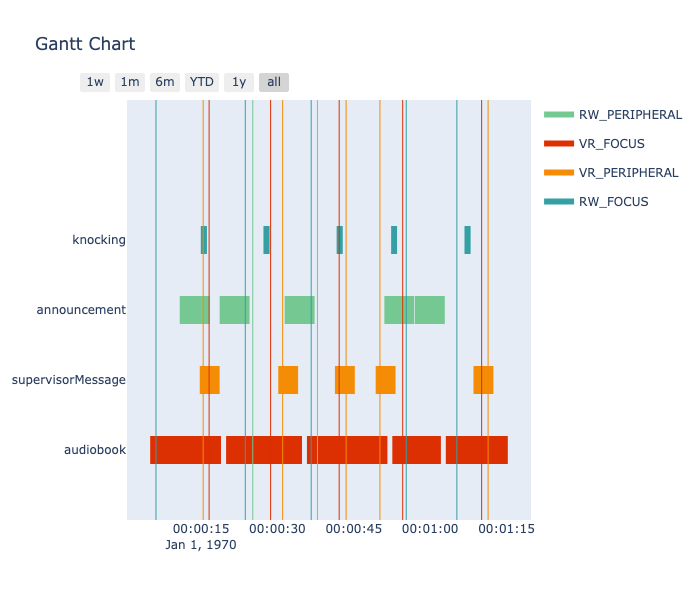 Gantt Chart
1w 1m 6m YTD 1y all
RW_PERIPHERAL
VR_FOCUS
VR_PERIPHERAL
RW_FOCUS
knocking
announcement
supervisorMessage
audiobook
00:00:15 00:00:30 00:00:45 00:01:00 00:01:15
Jan 1, 1970